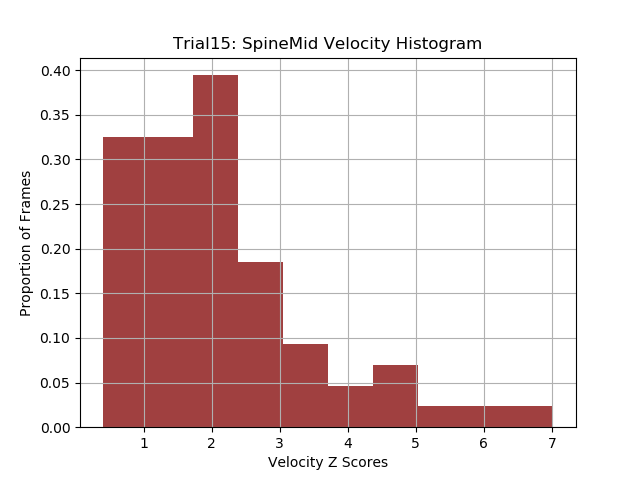 Trial15: SpineMid Velocity Histogram
0.40
0.35
0.30
0.25
0.20
0.15
0.10
0.05
0.00
Proportion of Frames
1 2 3 4 5 6 7
Velocity Z Scores